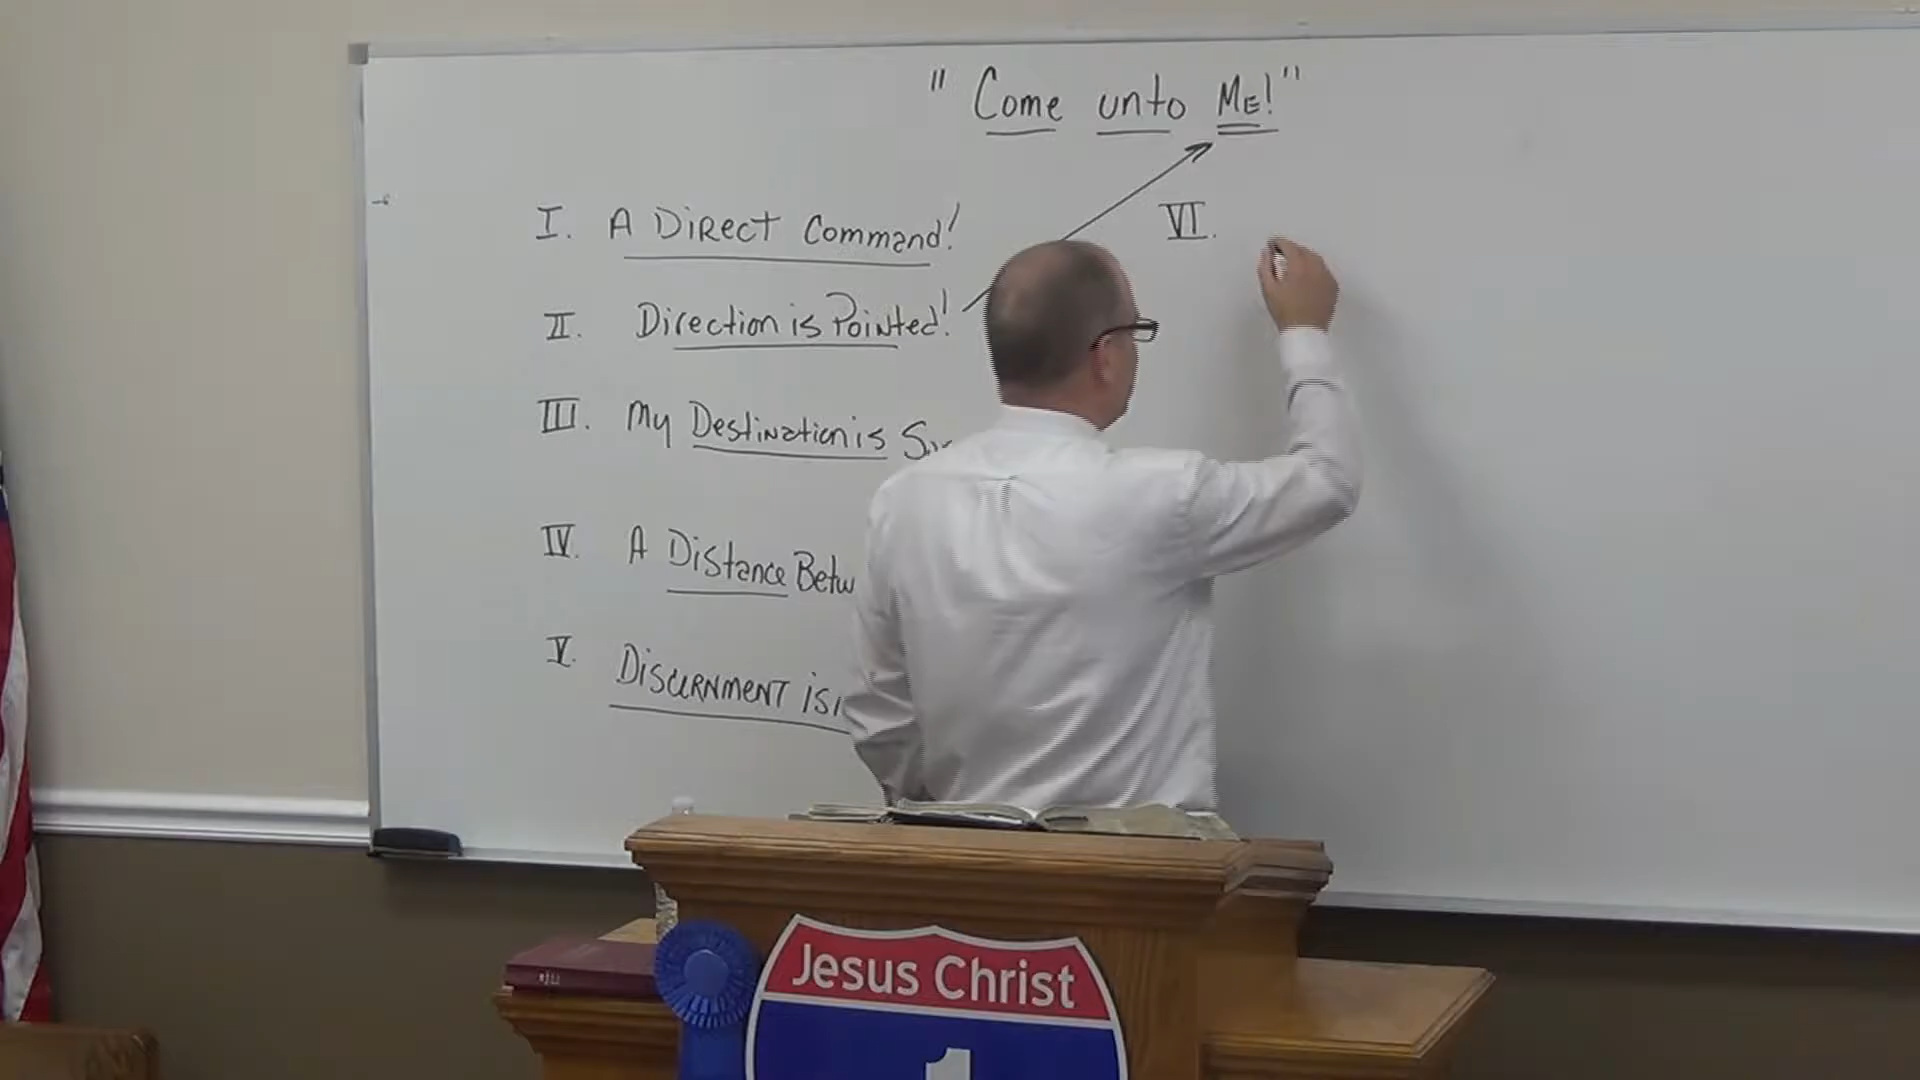 " Come unto ME! "
I. A Direct Command!
II. Direction is Pointed!
III. My Destination is
IV. A Distance
V. Discernment is
VI.
Jesus Christ
1